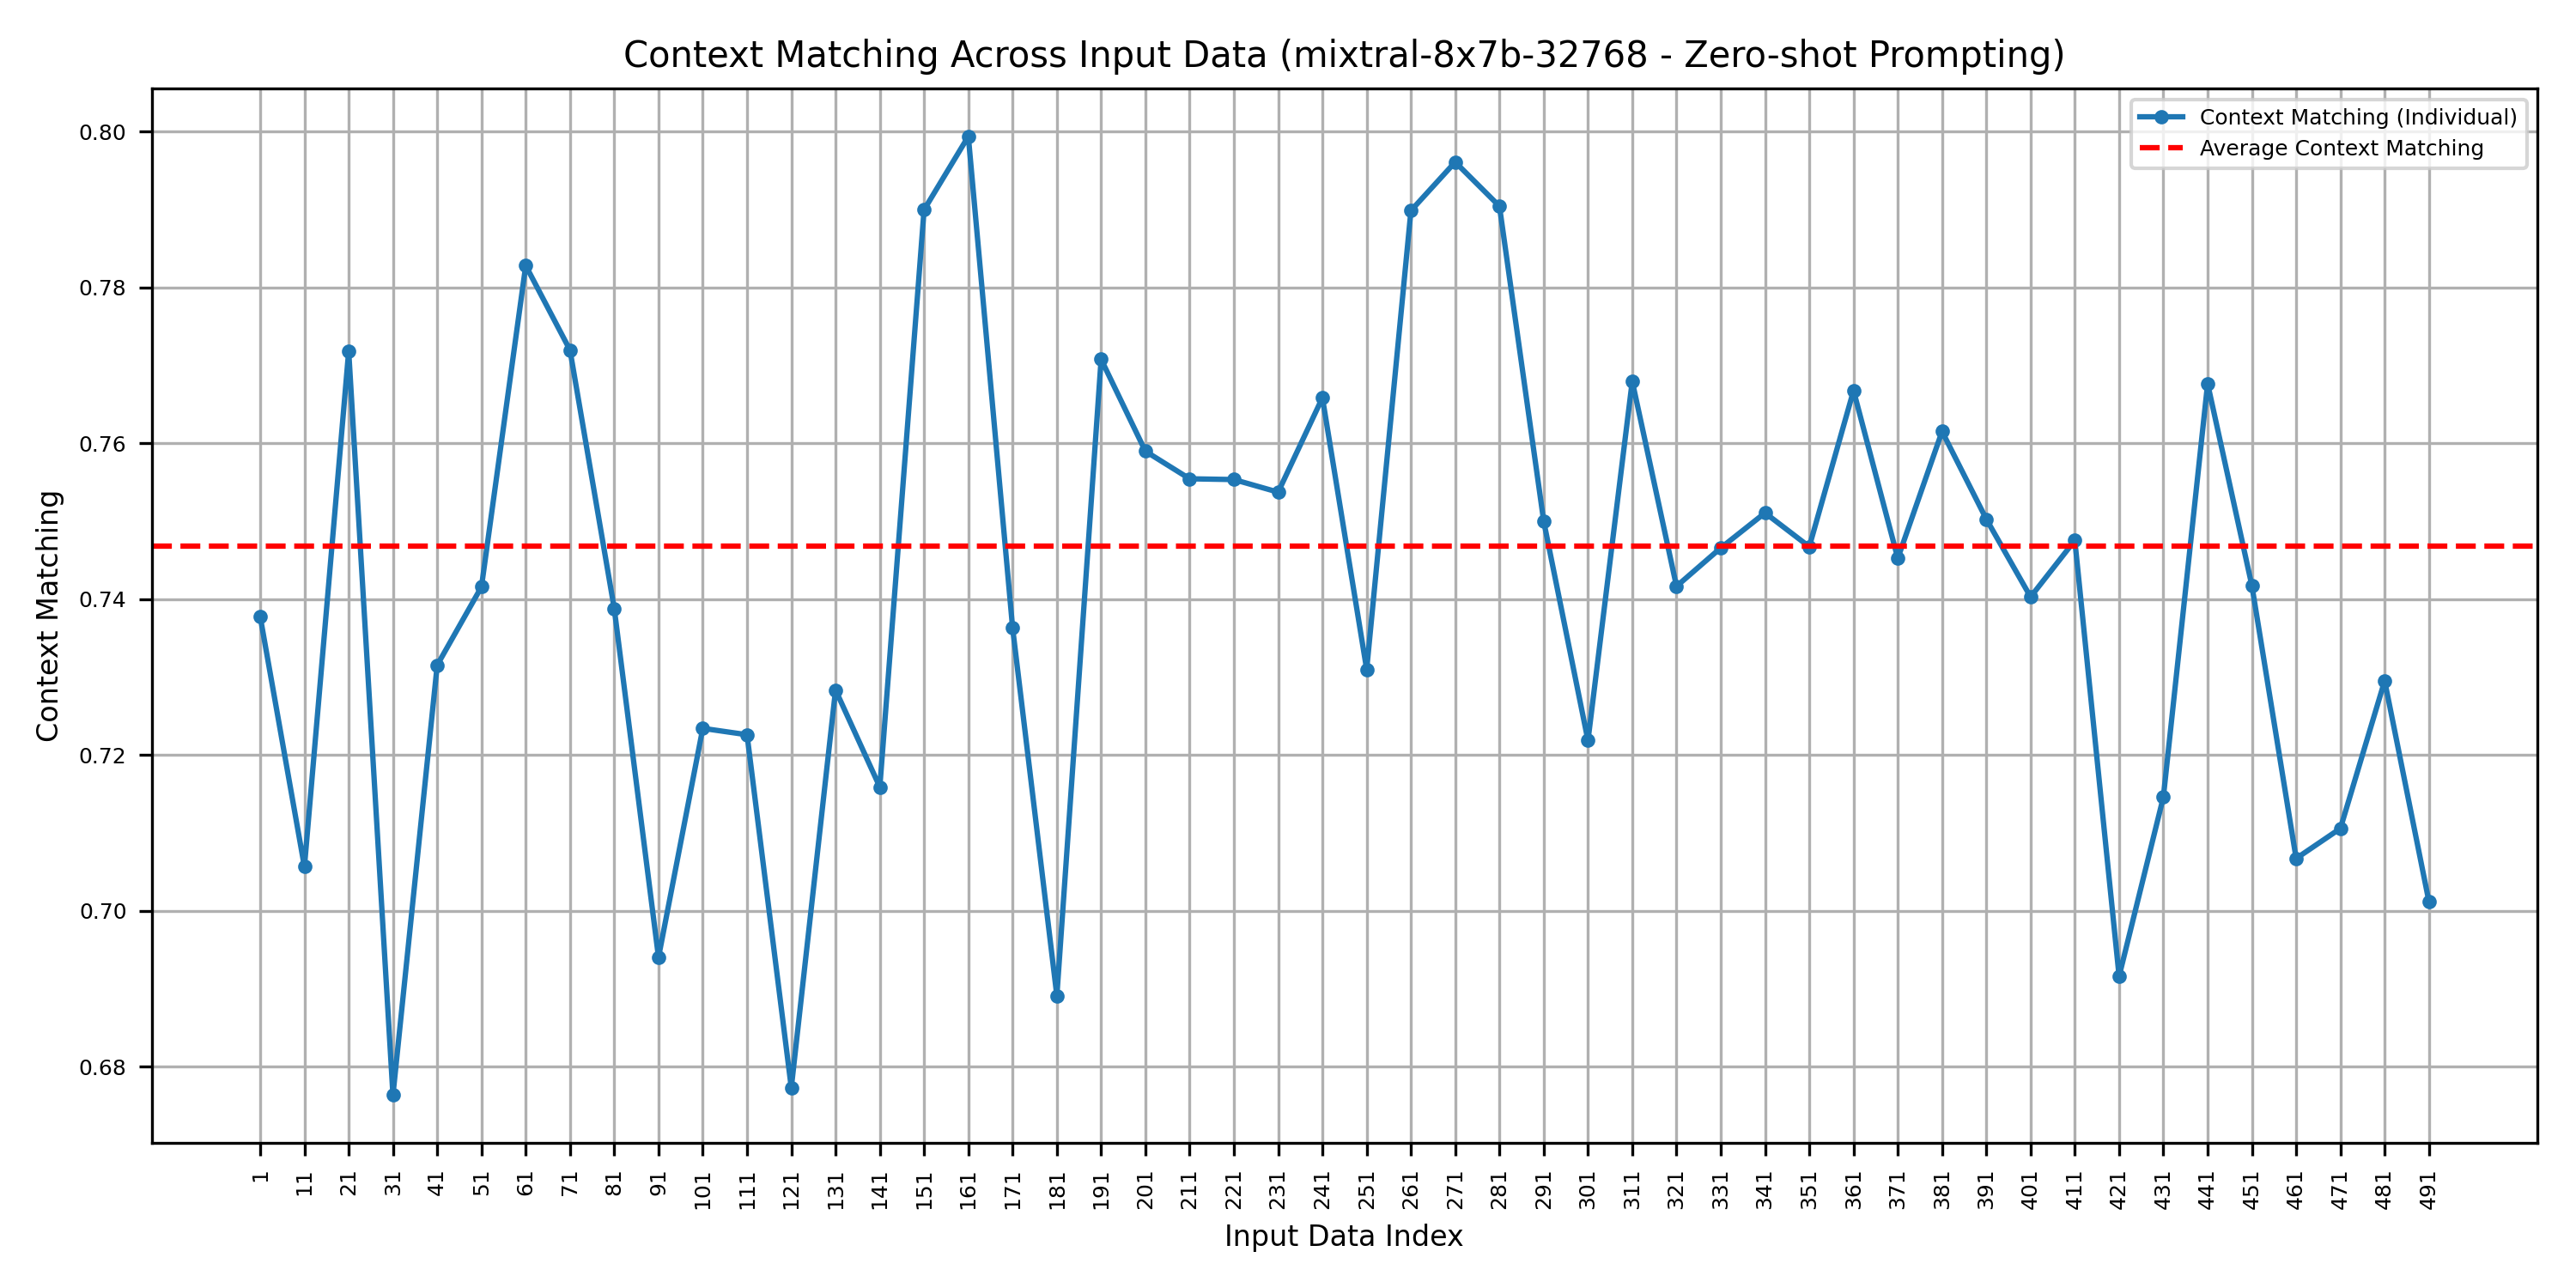 Context Matching Across Input Data (mixtral-8x7b-32768 - Zero-shot Prompting)
Context Matching (Individual)
Average Context Matching
Context Matching
0.80
0.78
0.76
0.74
0.72
0.70
0.68
1 11 21 31 41 51 61 71 81 91 101 111 121 131 141 151 161 171 181 191 201 211 221 231 241 251 261 271 281 291 301 311 321 331 341 351 361 371 381 391 401 411 421 431 441 451 461 471 481 491
Input Data Index